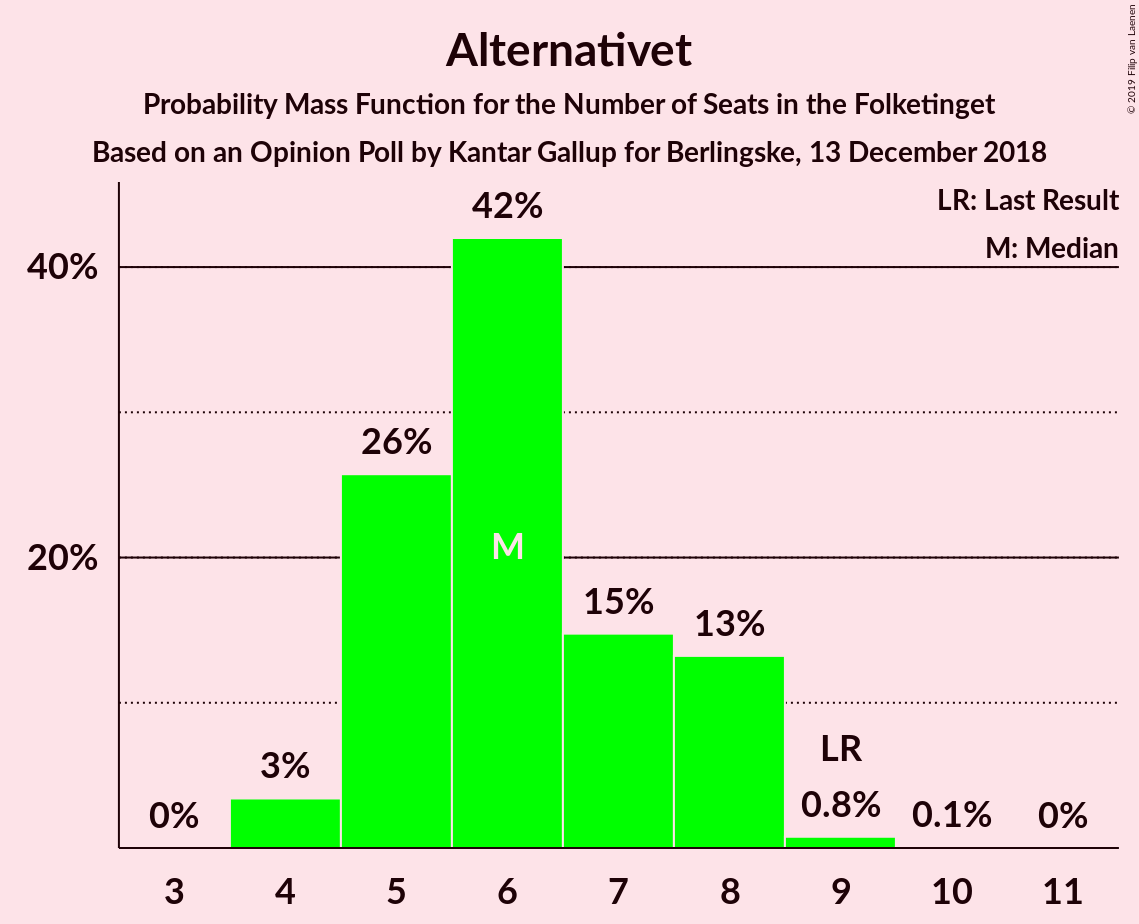 Alternativet
Probability Mass Function for the Number of Seats in the Folketinget
Based on an Opinion Poll by Kantar Gallup for Berlingske, 13 December 2018
© 2019 Filip van Laenen
LR: Last Result
M: Median
40%
20%
0%
3%
26%
42%
M
15%
13%
LR
0.8%
0.1%
0%
3 4 5 6 7 8 9 10 11